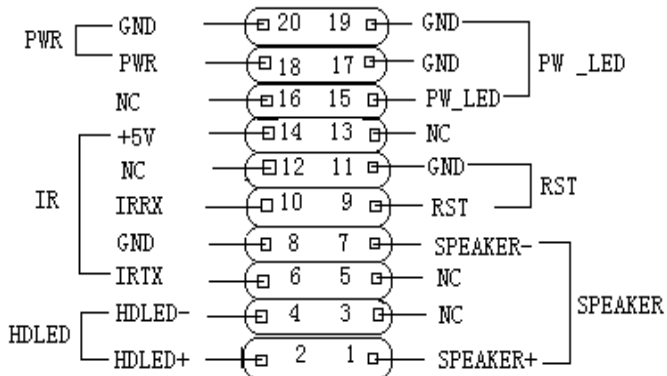 PWR GND 20 19 GND
PWR 18 17 GND PW _LED
NC 16 15 PW_LED
+5V 14 13 NC
NC 12 11 GND
IR IRRX 10 9 RST RST
GND 8 7 SPEAKER-
IRTX 6 5 NC
HDLED HDLED- 4 3 NC SPEAKER
HDLED+ 2 1 SPEAKER+